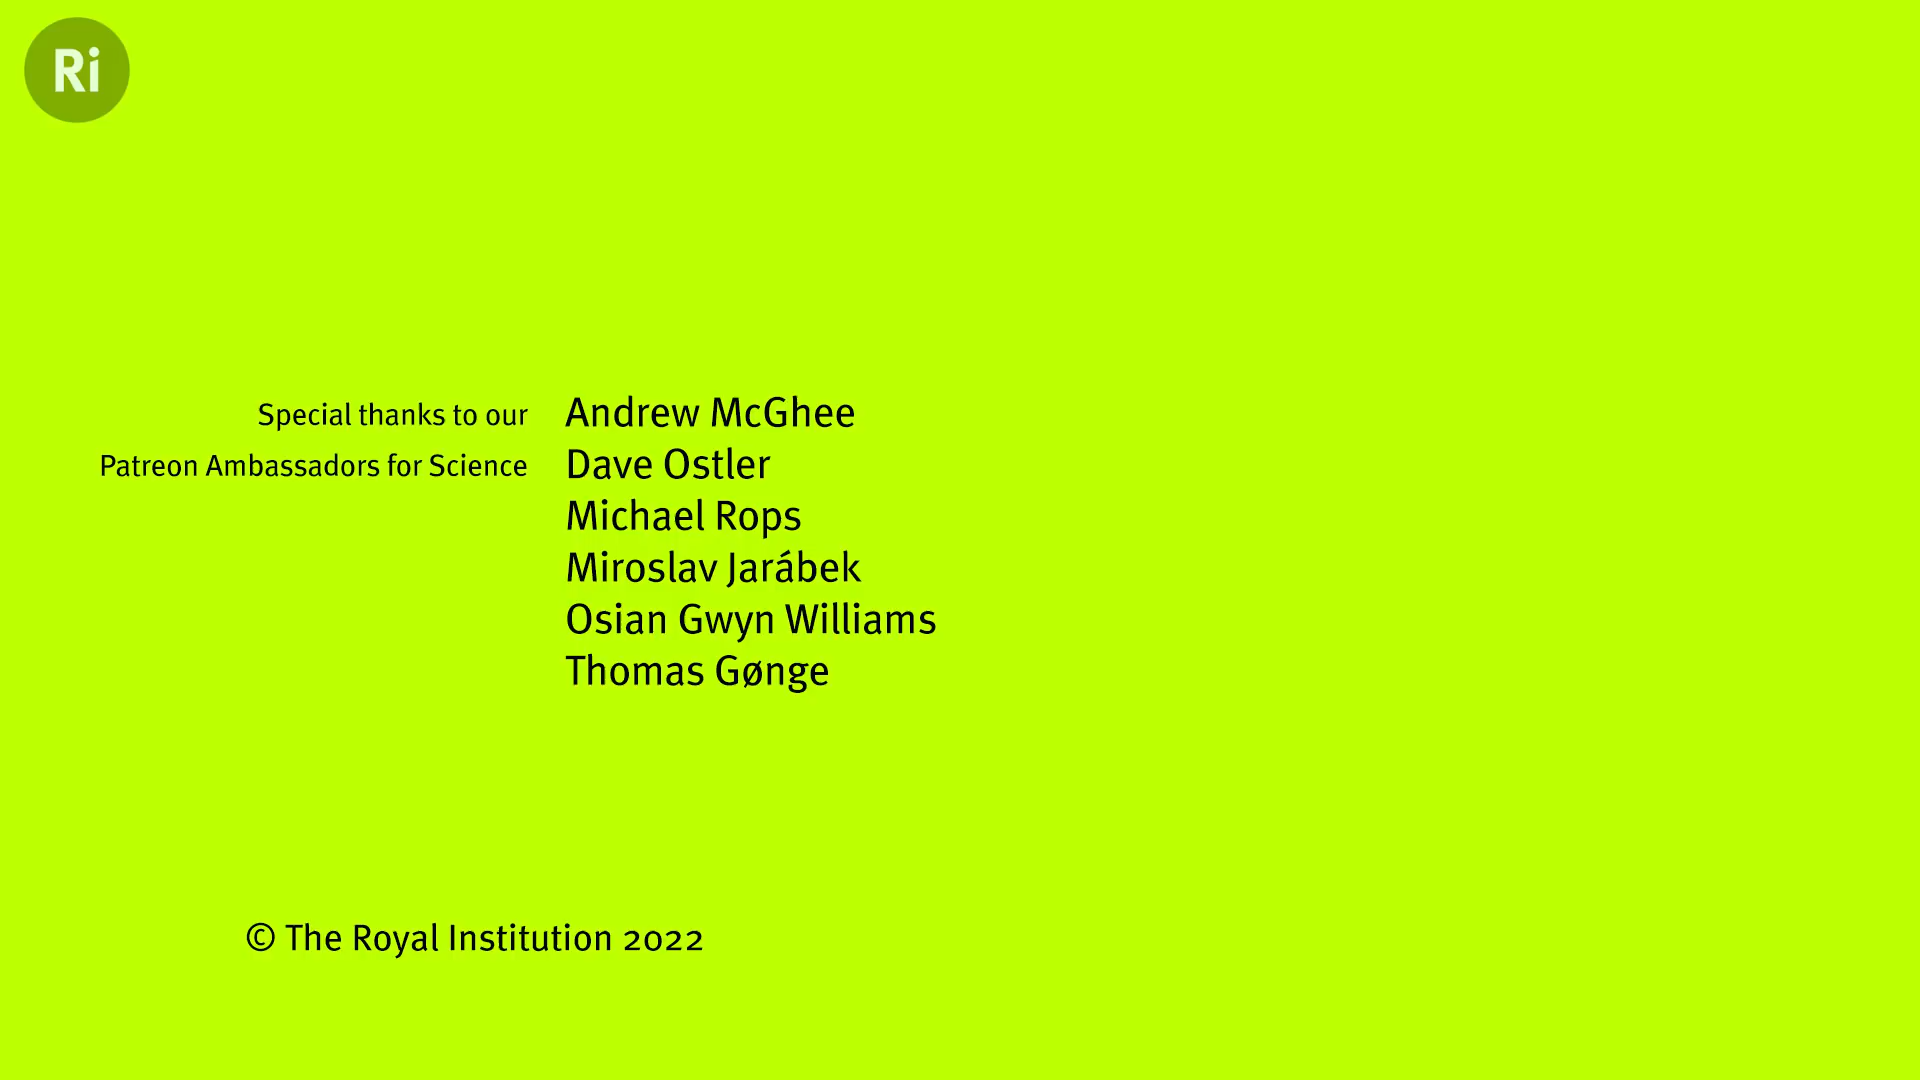 Ri
Special thanks to our
Patreon Ambassadors for Science
Andrew McGhee
Dave Ostler
Michael Rops
Miroslav Jarábek
Osian Gwyn Williams
Thomas Gønge
© The Royal Institution 2022